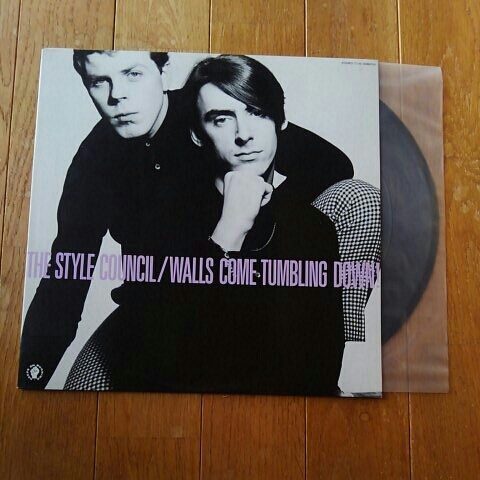 THE STYLE COUNCIL/WALLS COME TUMBLING DOWN!